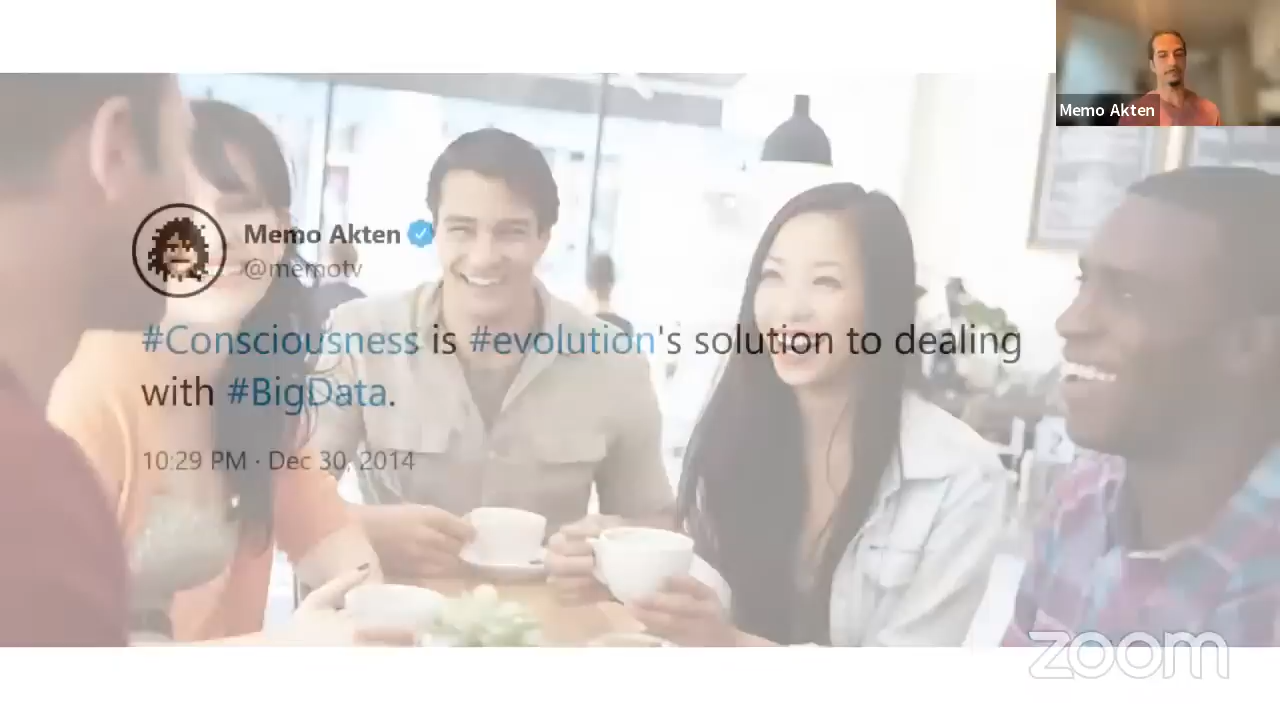 Memo Akten
Memo Akten
@memotv
#Consciousness is #evolution's solution to dealing
with #BigData.
10:29 PM · Dec 30, 2014
zoom